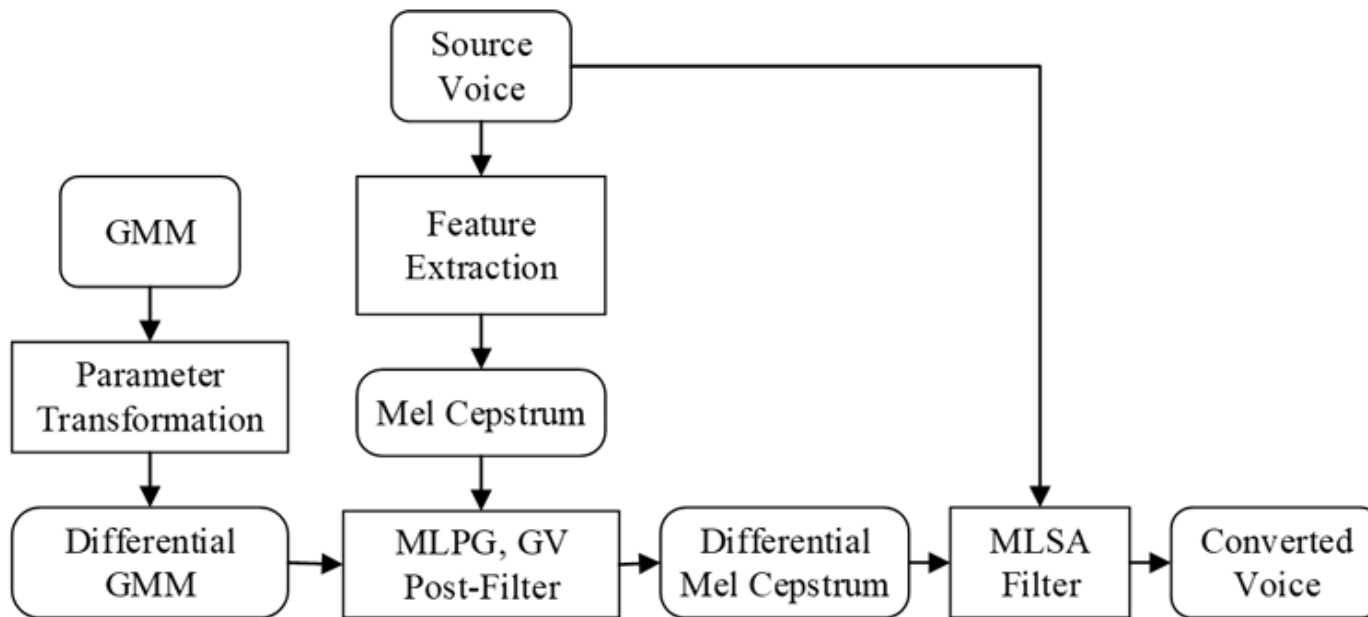 Source
Voice
GMM
Feature
Extraction
Parameter
Transformation
Mel Cepstrum
Differential
GMM
MLPG, GV
Post-Filter
Differential
Mel Cepstrum
MLSA
Filter
Converted
Voice